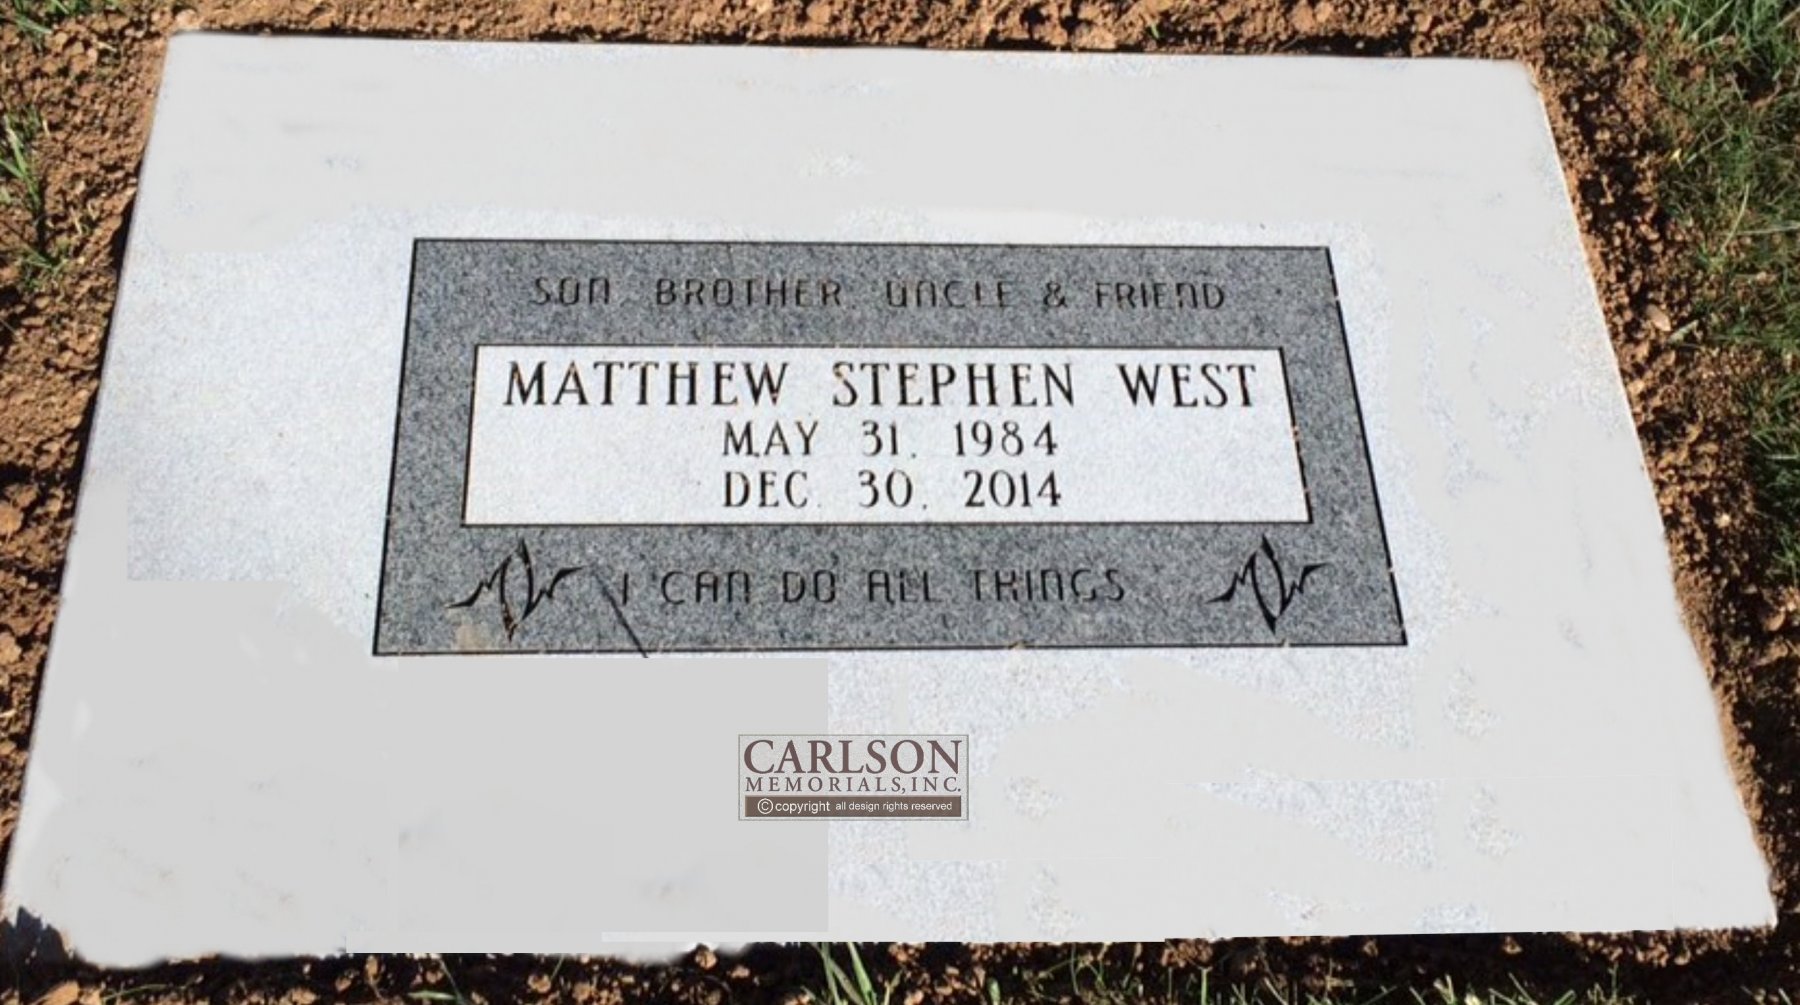 SON, BROTHER, UNCLE & FRIEND
MATTHEW STEPHEN WEST
MAY 31, 1984
DEC. 30, 2014
I CAN DO ALL THINGS
CARLSON
MEMORIALS, INC.
© copyright all design rights reserved